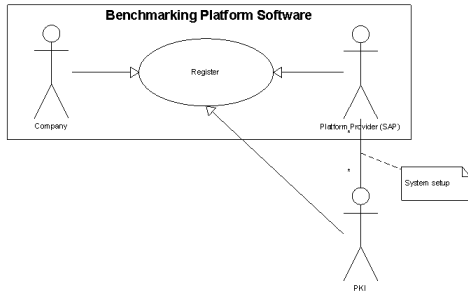 Benchmarking Platform Software
Register
Company
Platform Provider (SAP)
*
*
System setup
PKI